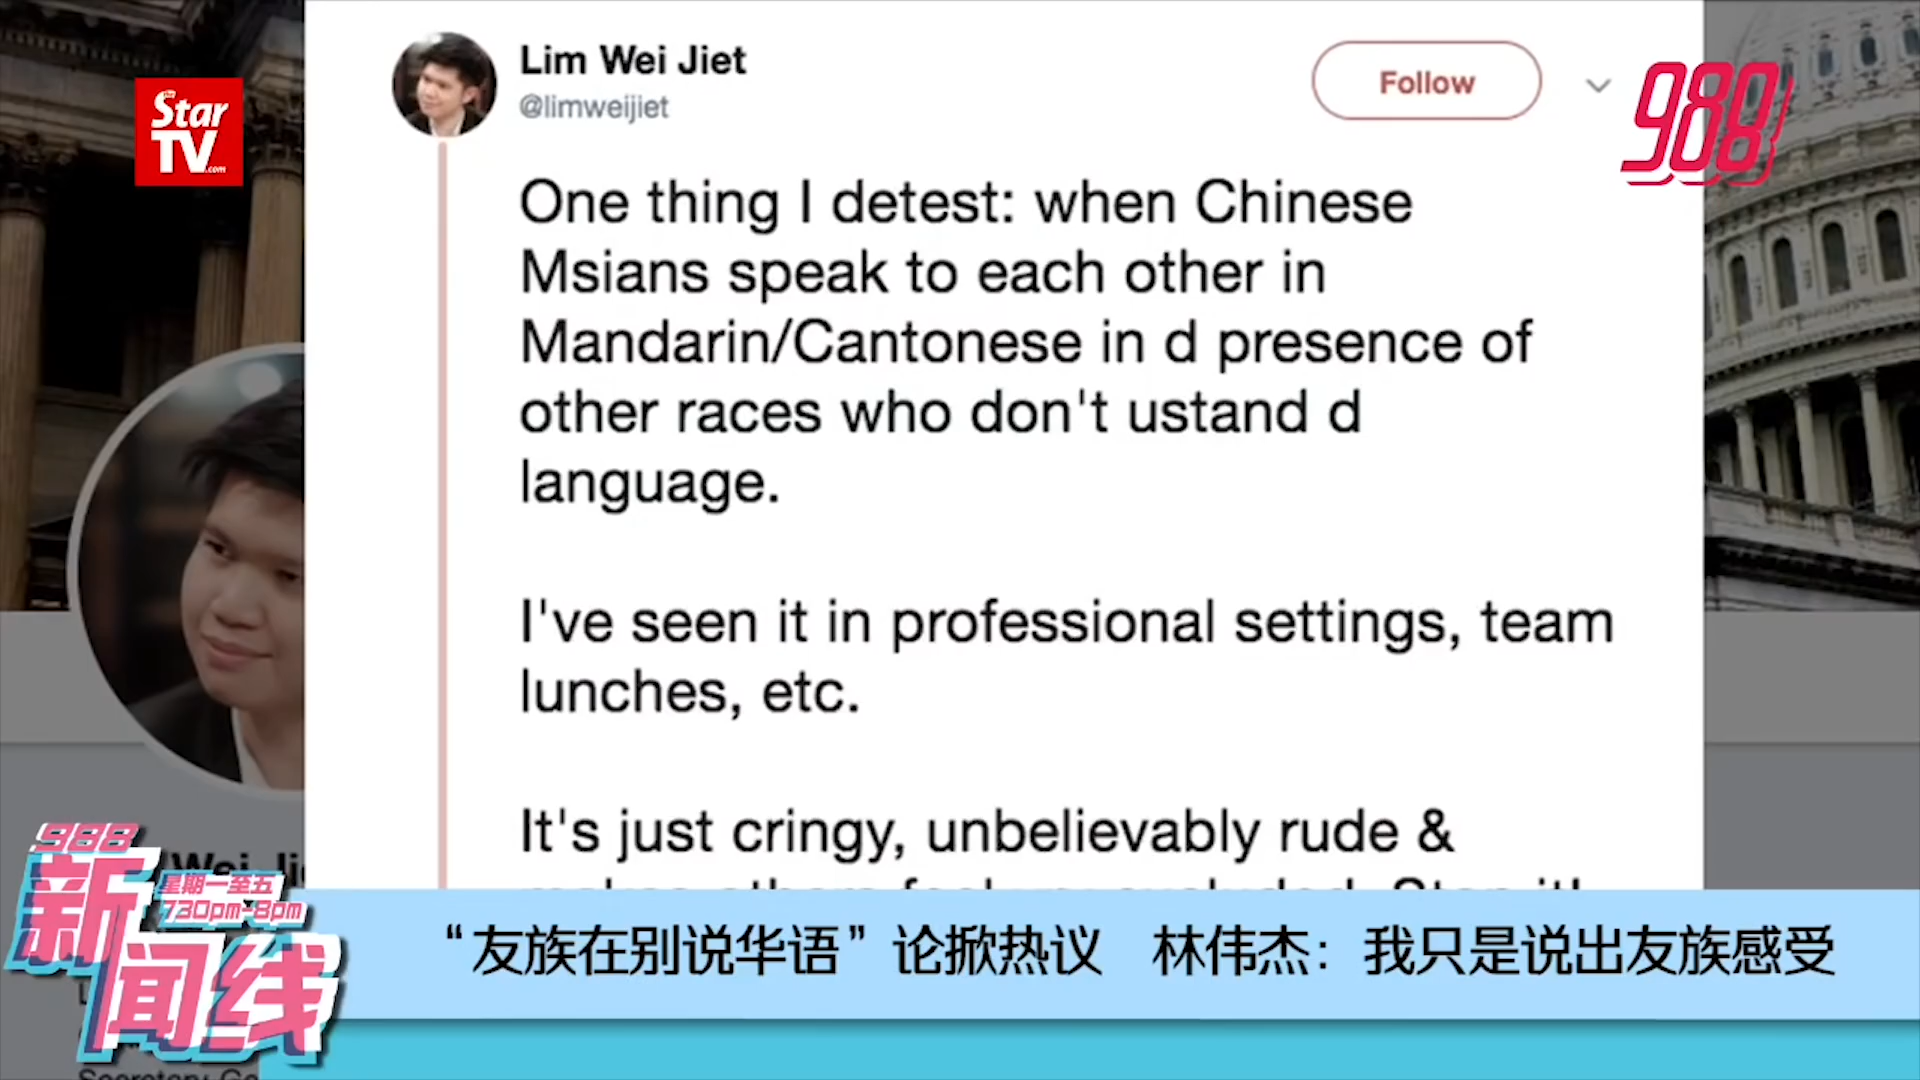 Lim Wei Jiet
@limweijiet
Follow
the
Star
TV
.com
988
One thing I detest: when Chinese
Msians speak to each other in
Mandarin/Cantonese in d presence of
other races who don't ustand d
language.
I've seen it in professional settings, team
lunches, etc.
It's just cringy, unbelievably rude &
988
新闻线
星期一至五
730pm-8pm
“友族在别说华语”论掀热议 林伟杰：我只是说出友族感受